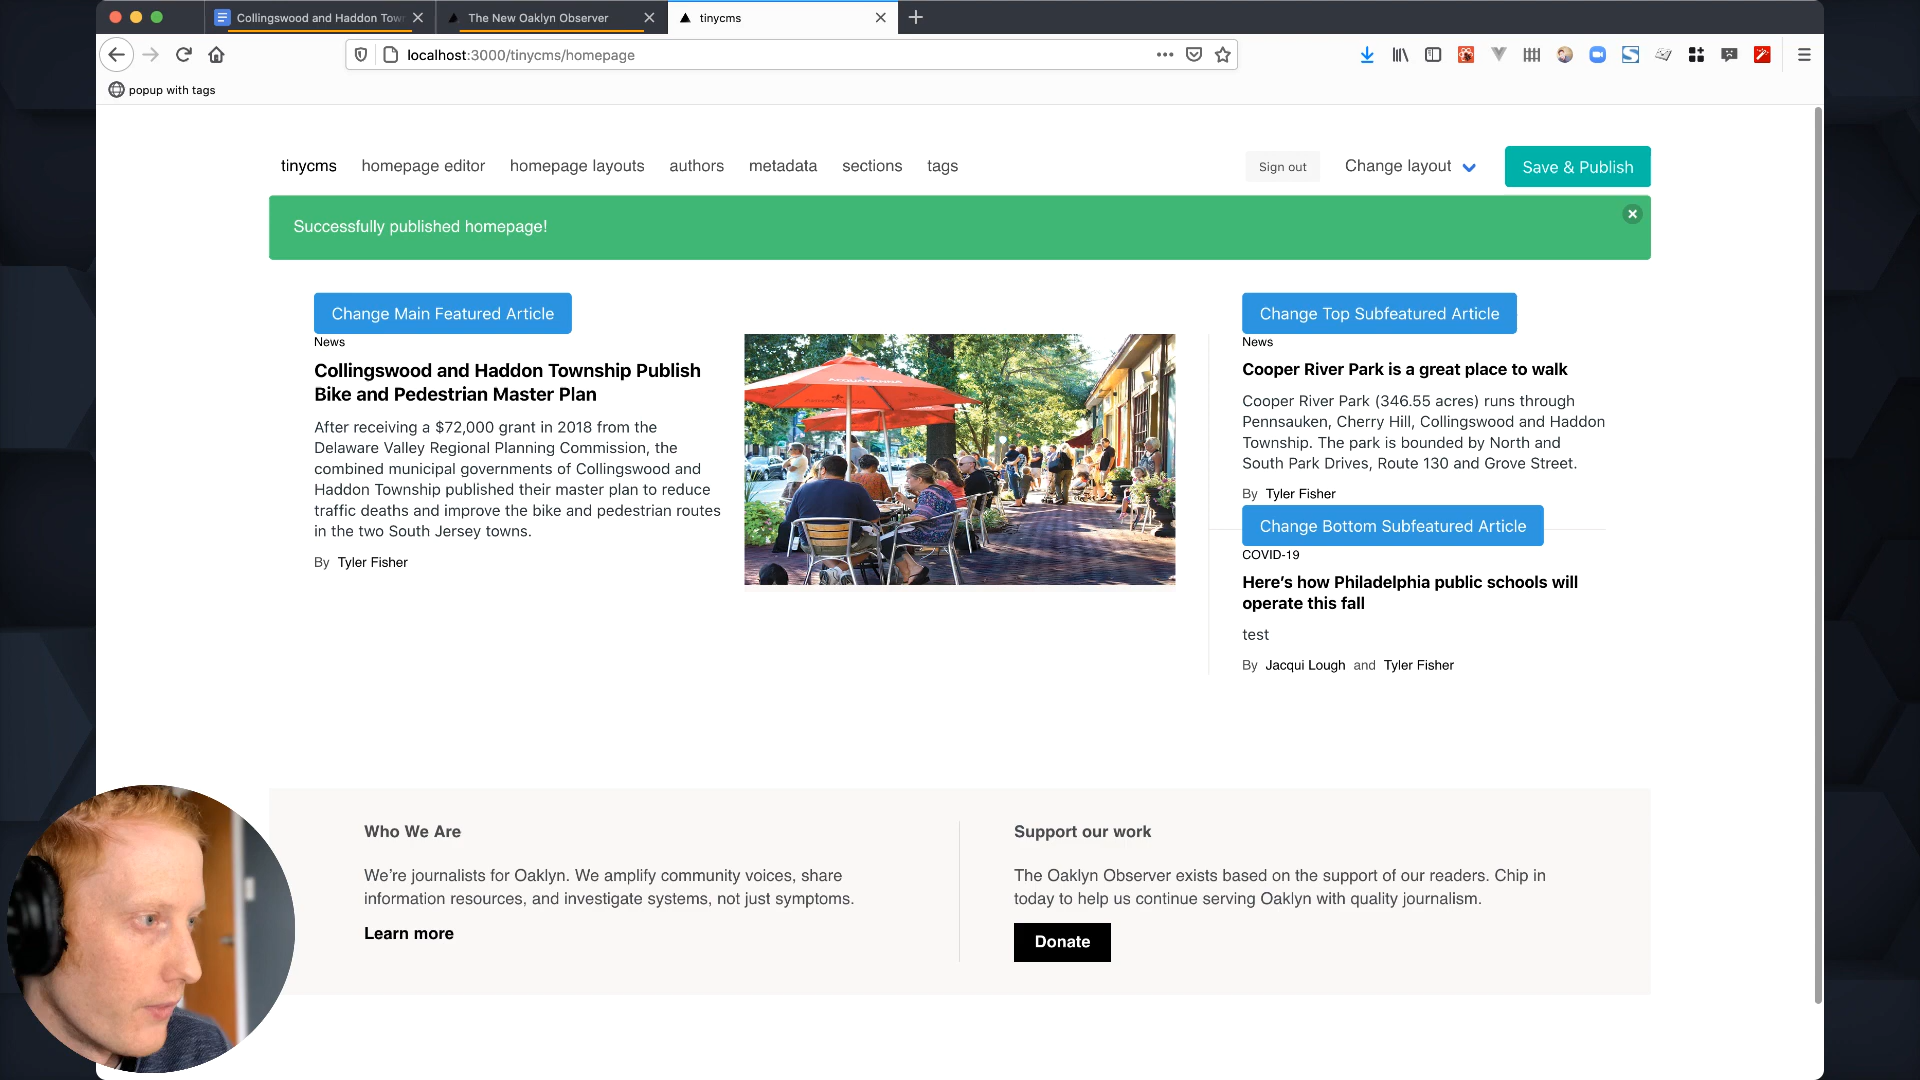 Collingswood and Haddon Tow
The New Oaklyn Observer
tinycms
localhost:3000/tinycms/homepage
popup with tags
tinycms
homepage editor
homepage layouts
authors
metadata
sections
tags
Sign out
Change layout
Save & Publish
Successfully published homepage!
Change Main Featured Article
News
Collingswood and Haddon Township Publish
Bike and Pedestrian Master Plan
After receiving a $72,000 grant in 2018 from the
Delaware Valley Regional Planning Commission, the
combined municipal governments of Collingswood and
Haddon Township published their master plan to reduce
traffic deaths and improve the bike and pedestrian routes
in the two South Jersey towns.
By Tyler Fisher
Change Top Subfeatured Article
News
Cooper River Park is a great place to walk
Cooper River Park (346.55 acres) runs through
Pennsauken, Cherry Hill, Collingswood and Haddon
Township. The park is bounded by North and
South Park Drives, Route 130 and Grove Street.
By Tyler Fisher
Change Bottom Subfeatured Article
COVID-19
Here’s how Philadelphia public schools will
operate this fall
test
By Jacqui Lough and Tyler Fisher
Who We Are
We’re journalists for Oaklyn. We amplify community voices, share
information resources, and investigate systems, not just symptoms.
Learn more
Support our work
The Oaklyn Observer exists based on the support of our readers. Chip in
today to help us continue serving Oaklyn with quality journalism.
Donate